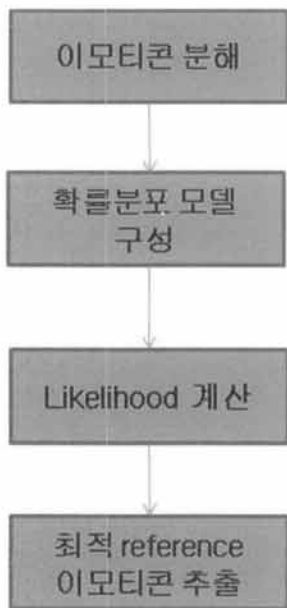 이모티콘 분해
확률분포 모델
구성
Likelihood 계산
최적 reference
이모티콘 추출